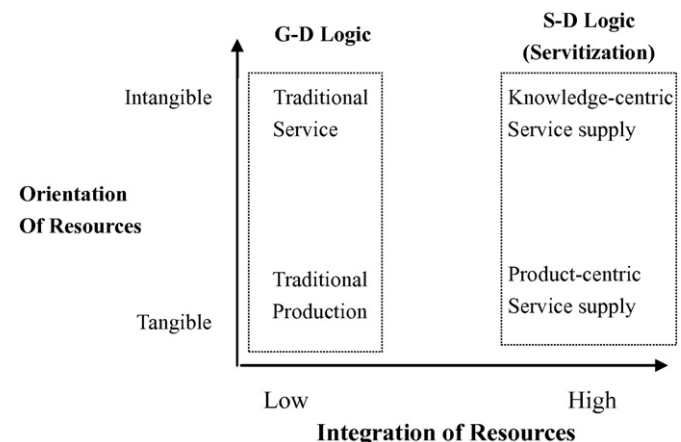 G-D Logic
S-D Logic
(Servitization)
Intangible
Traditional
Service
Knowledge-centric
Service supply
Orientation
Of Resources
Traditional
Production
Product-centric
Service supply
Tangible
Low
High
Integration of Resources